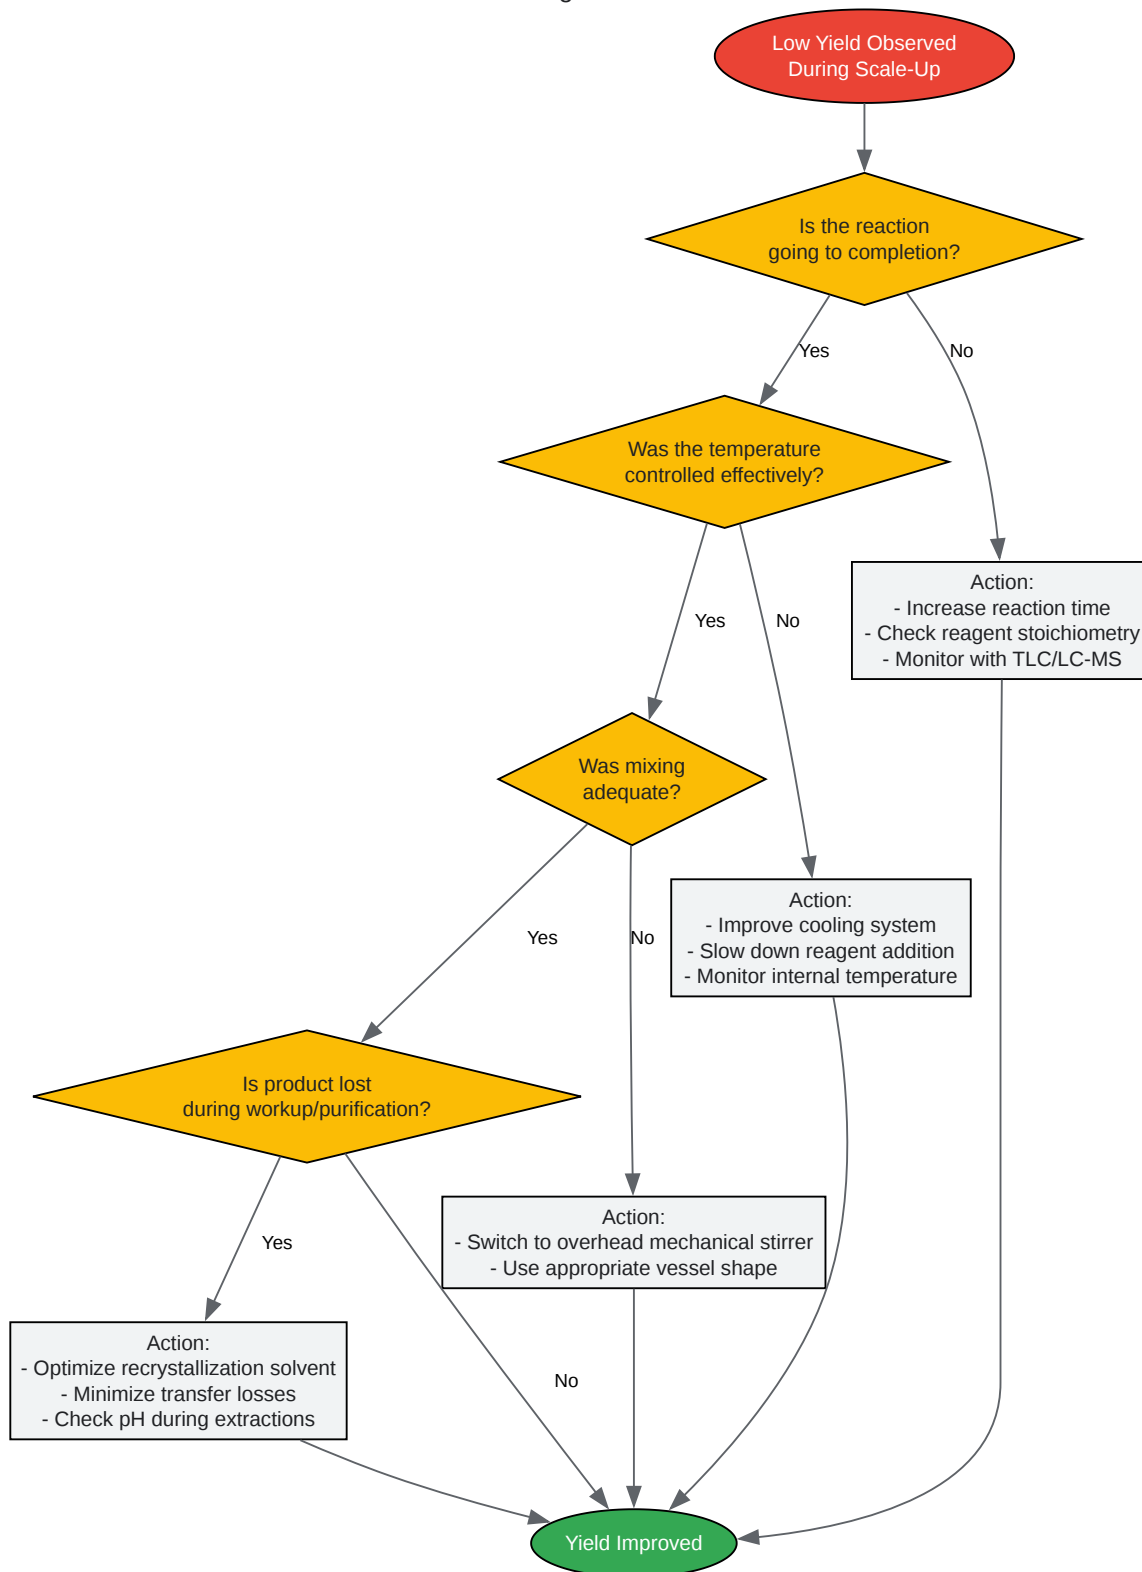 Low Yield Observed
During Scale-Up
Is the reaction
going to completion?
Yes
No
Was the temperature
controlled effectively?
Action:
- Increase reaction time
- Check reagent stoichiometry
- Monitor with TLC/LC-MS
Yes
No
Was mixing
adequate?
Action:
- Improve cooling system
- Slow down reagent addition
- Monitor internal temperature
Yes
No
Is product lost
during workup/purification?
Action:
- Switch to overhead mechanical stirrer
- Use appropriate vessel shape
Yes
No
Action:
- Optimize recrystallization solvent
- Minimize transfer losses
- Check pH during extractions
Yield Improved